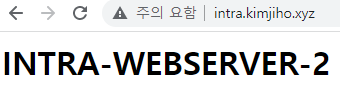 주의 요함 | intra.kimjiho.xyz
INTRA-WEBSERVER-2